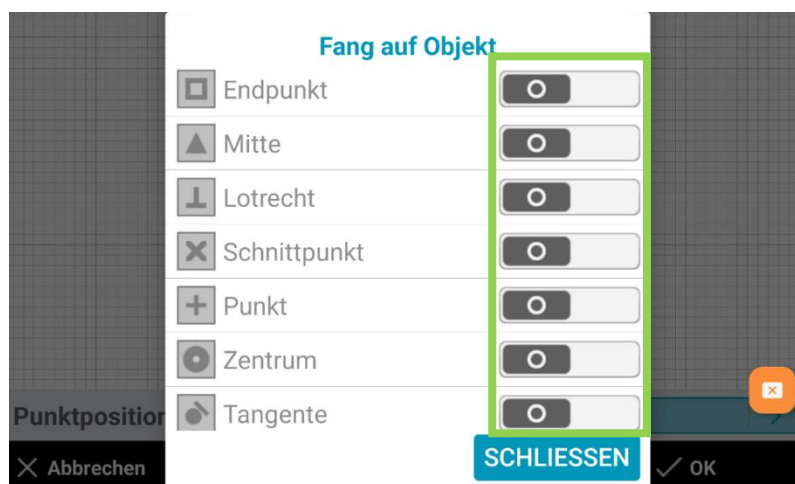 Fang auf Objekt
Endpunkt
Mitte
Lotrecht
Schnittpunkt
Punkt
Zentrum
Tangente
Punktposition
Abbrechen
SCHLIESSEN
OK